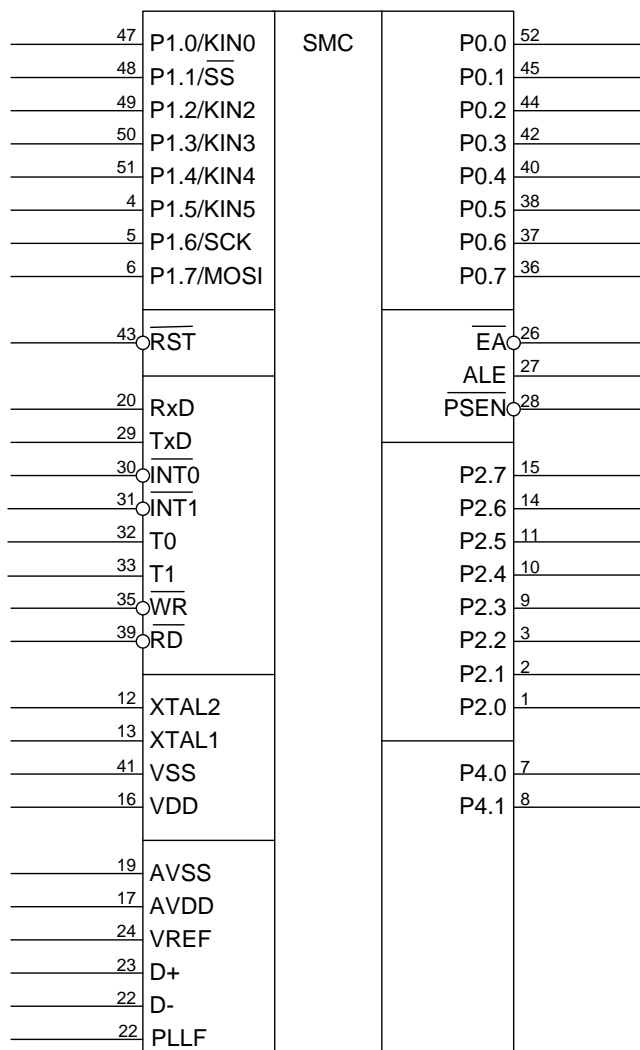 47 P1.0/KIN0 SMC P0.0 52
48 P1.1/SS P0.1 45
49 P1.2/KIN2 P0.2 44
50 P1.3/KIN3 P0.3 42
51 P1.4/KIN4 P0.4 40
4 P1.5/KIN5 P0.5 38
5 P1.6/SCK P0.6 37
6 P1.7/MOSI P0.7 36
43 RST EA 26
ALE 27
20 RxD PSEN 28
29 TxD
30 INT0 P2.7 15
31 INT1 P2.6 14
32 T0 P2.5 11
33 T1 P2.4 10
35 WR P2.3 9
39 RD P2.2 3
P2.1 2
12 XTAL2 P2.0 1
13 XTAL1
41 VSS P4.0 7
16 VDD P4.1 8
19 AVSS
17 AVDD
24 VREF
23 D+
22 D-
22 PLLF